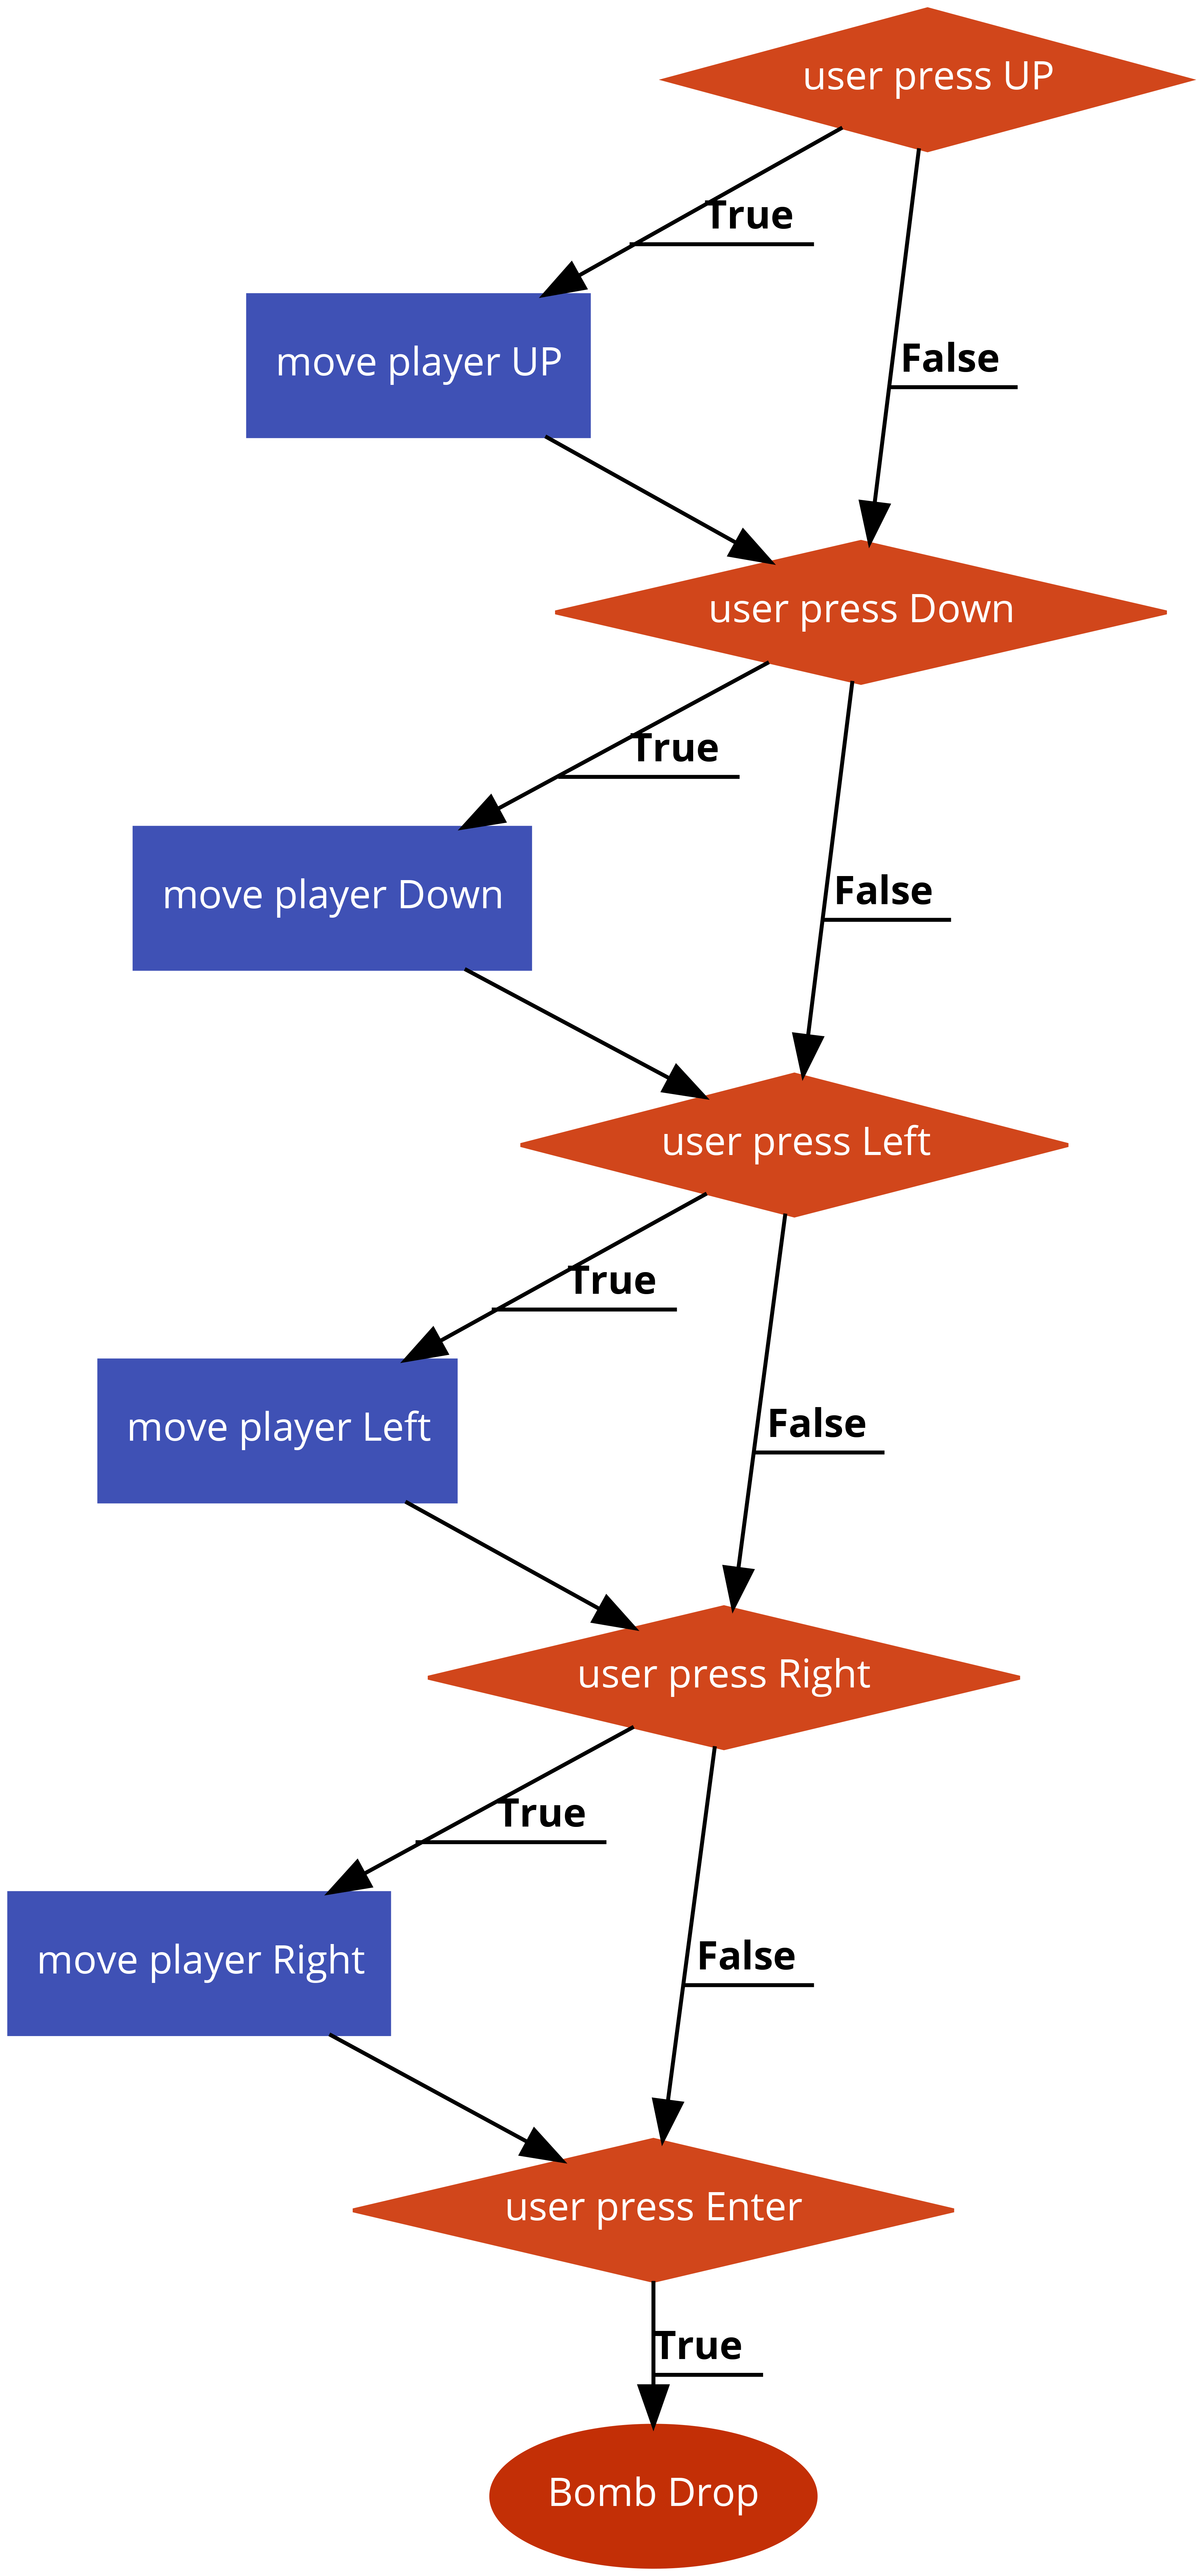 user press UP
True
False
move player UP
user press Down
True
False
move player Down
user press Left
True
False
move player Left
user press Right
True
False
move player Right
user press Enter
True
Bomb Drop